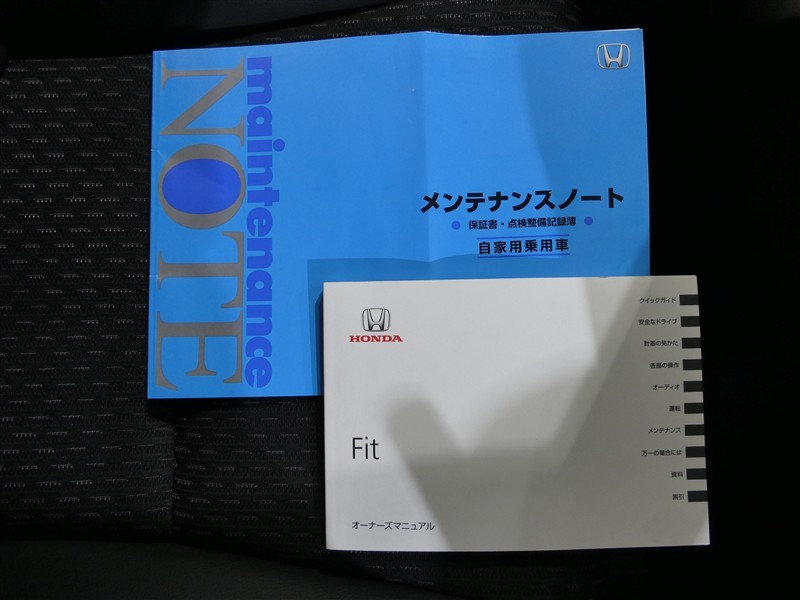 maintenance
NOTE
メンテナンスノート
保証書・点検整備記録簿
自家用乗用車
HONDA
Fit
オーナーズマニュアル
クイックガイド
安全なドライブ
計器の見かた
各部の操作
オーディオ
運転
メンテナンス
万一の場合には
資料
索引